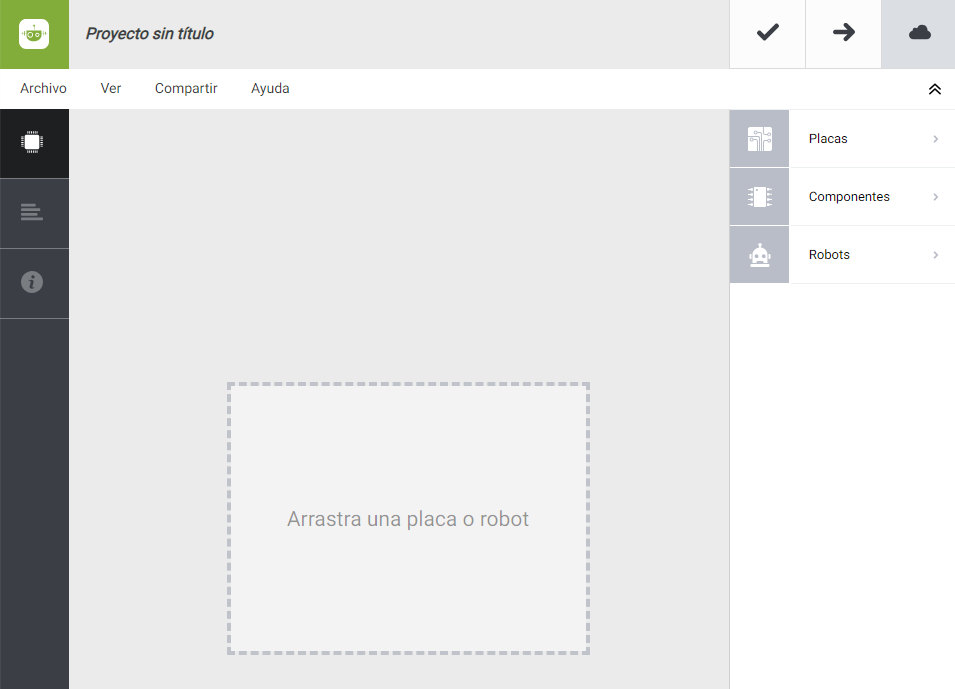 Proyecto sin título
Archivo Ver Compartir Ayuda
Placas
Componentes
Robots
Arrastra una placa o robot